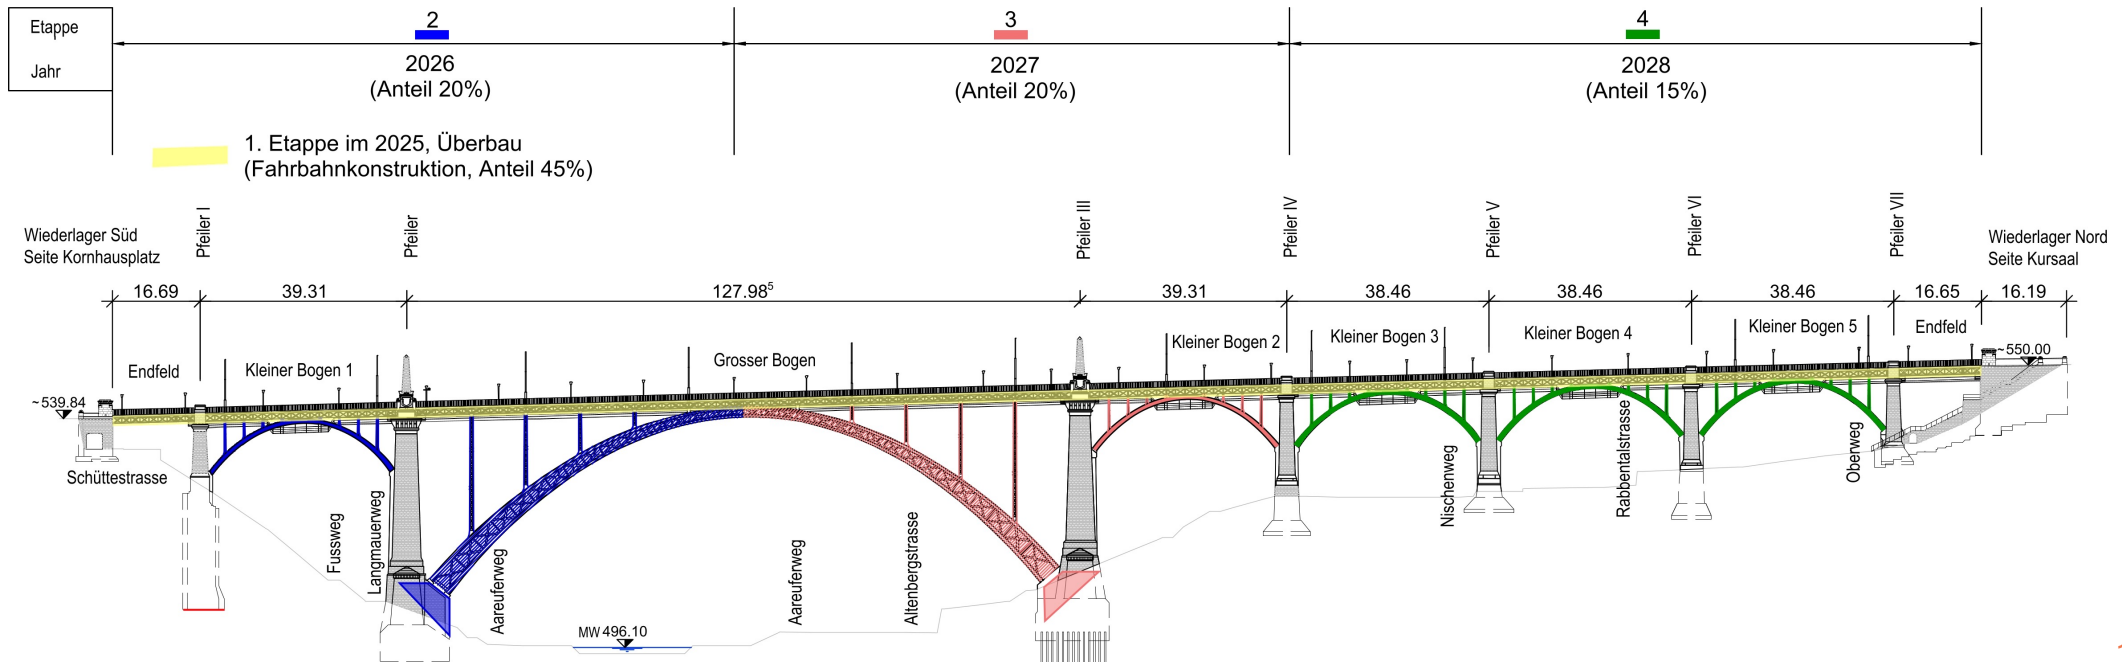 Etappe
Jahr
2
3
4
2026
(Anteil 20%)
2027
(Anteil 20%)
2028
(Anteil 15%)
1. Etappe im 2025, Überbau
(Fahrbahnkonstruktion, Anteil 45%)
Wiederlager Süd
Seite Kornhausplatz
Pfeiler I
Pfeiler
Pfeiler III
Pfeiler IV
Pfeiler V
Pfeiler VI
Pfeiler VII
Wiederlager Nord
Seite Kursaal
16.69
39.31
127.98⁵
39.31
38.46
38.46
38.46
16.65
16.19
Endfeld
Kleiner Bogen 1
Grosser Bogen
Kleiner Bogen 2
Kleiner Bogen 3
Kleiner Bogen 4
Kleiner Bogen 5
Endfeld
~539.84
~550.00
Schüttestrasse
Fussweg
Langmauerweg
Aareuferweg
Aareuferweg
Altenbergstrasse
Nischenweg
Rabbentalstrasse
Oberweg
MW 496.10